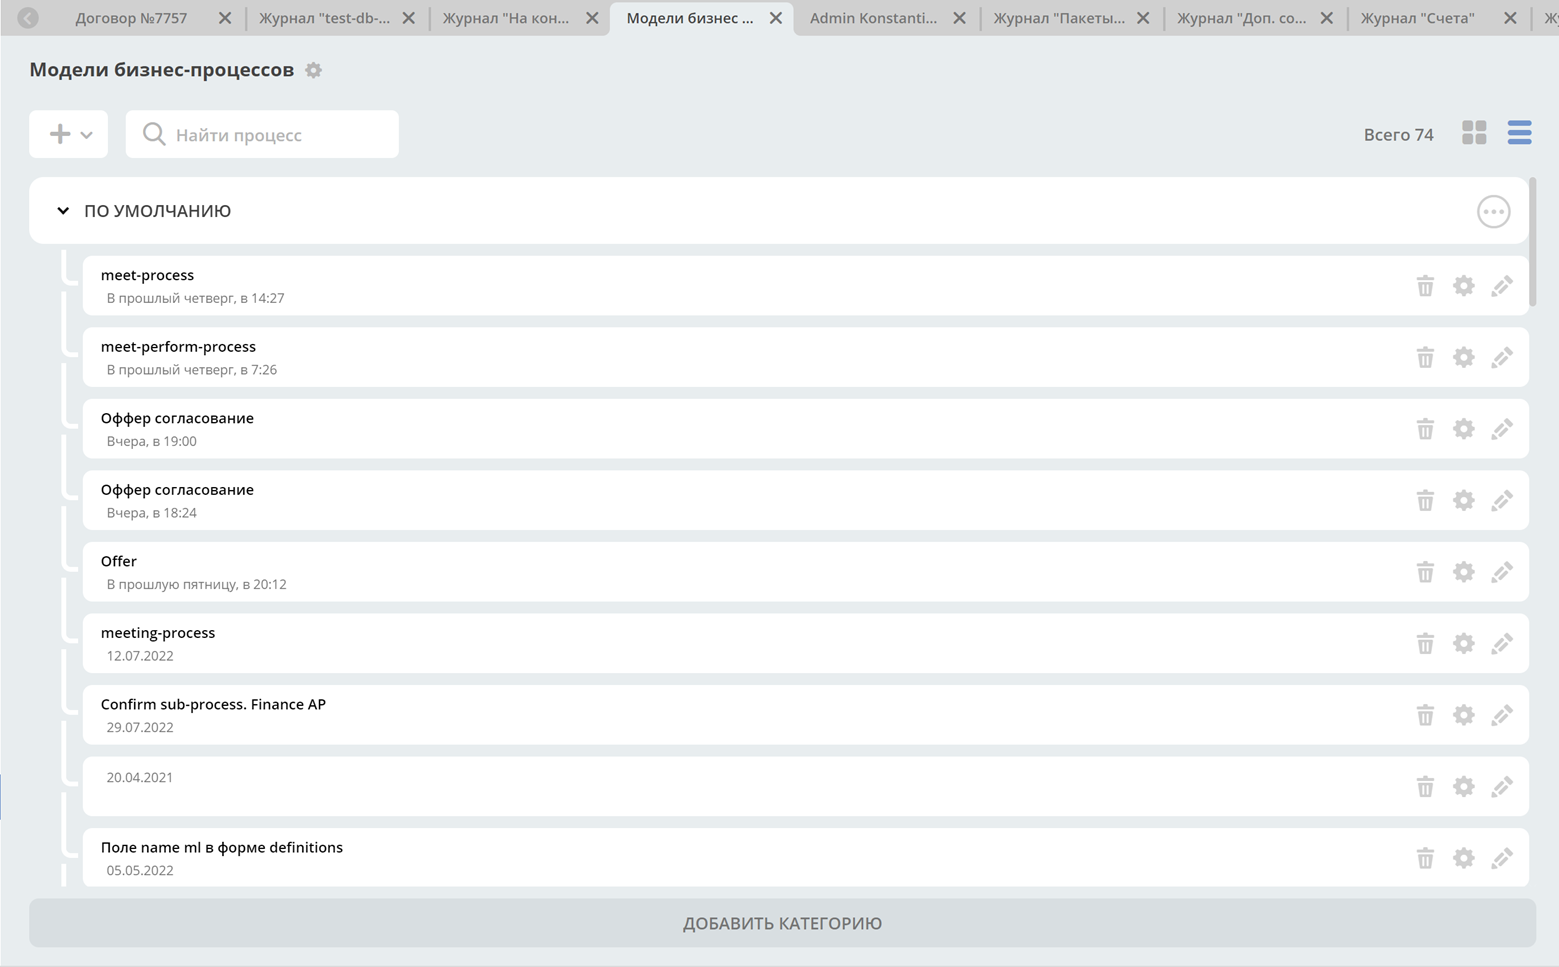 Договор №7757
Журнал "test-db-...
Журнал "На кон...
Модели бизнес ...
Admin Konstanti...
Журнал "Пакеты...
Журнал "Доп. со...
Журнал "Счета"
Модели бизнес-процессов
Найти процесс
Всего 74
ПО УМОЛЧАНИЮ
meet-process
В прошлый четверг, в 14:27
meet-perform-process
В прошлый четверг, в 7:26
Оффер согласование
Вчера, в 19:00
Оффер согласование
Вчера, в 18:24
Offer
В прошлую пятницу, в 20:12
meeting-process
12.07.2022
Confirm sub-process. Finance AP
29.07.2022
20.04.2021
Поле name ml в форме definitions
05.05.2022
ДОБАВИТЬ КАТЕГОРИЮ